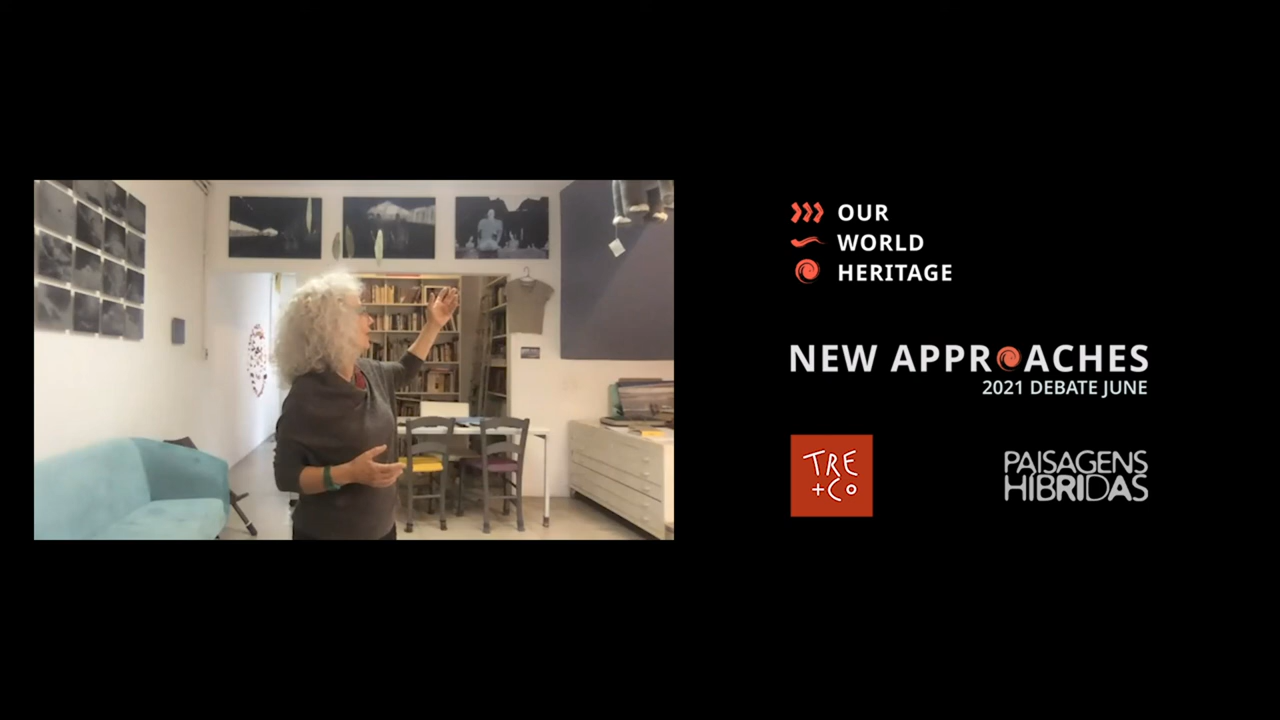 OUR
WORLD
HERITAGE
NEW APPROACHES
2021 DEBATE JUNE
TRE
+CO
PAISAGENS
HIBRIDAS